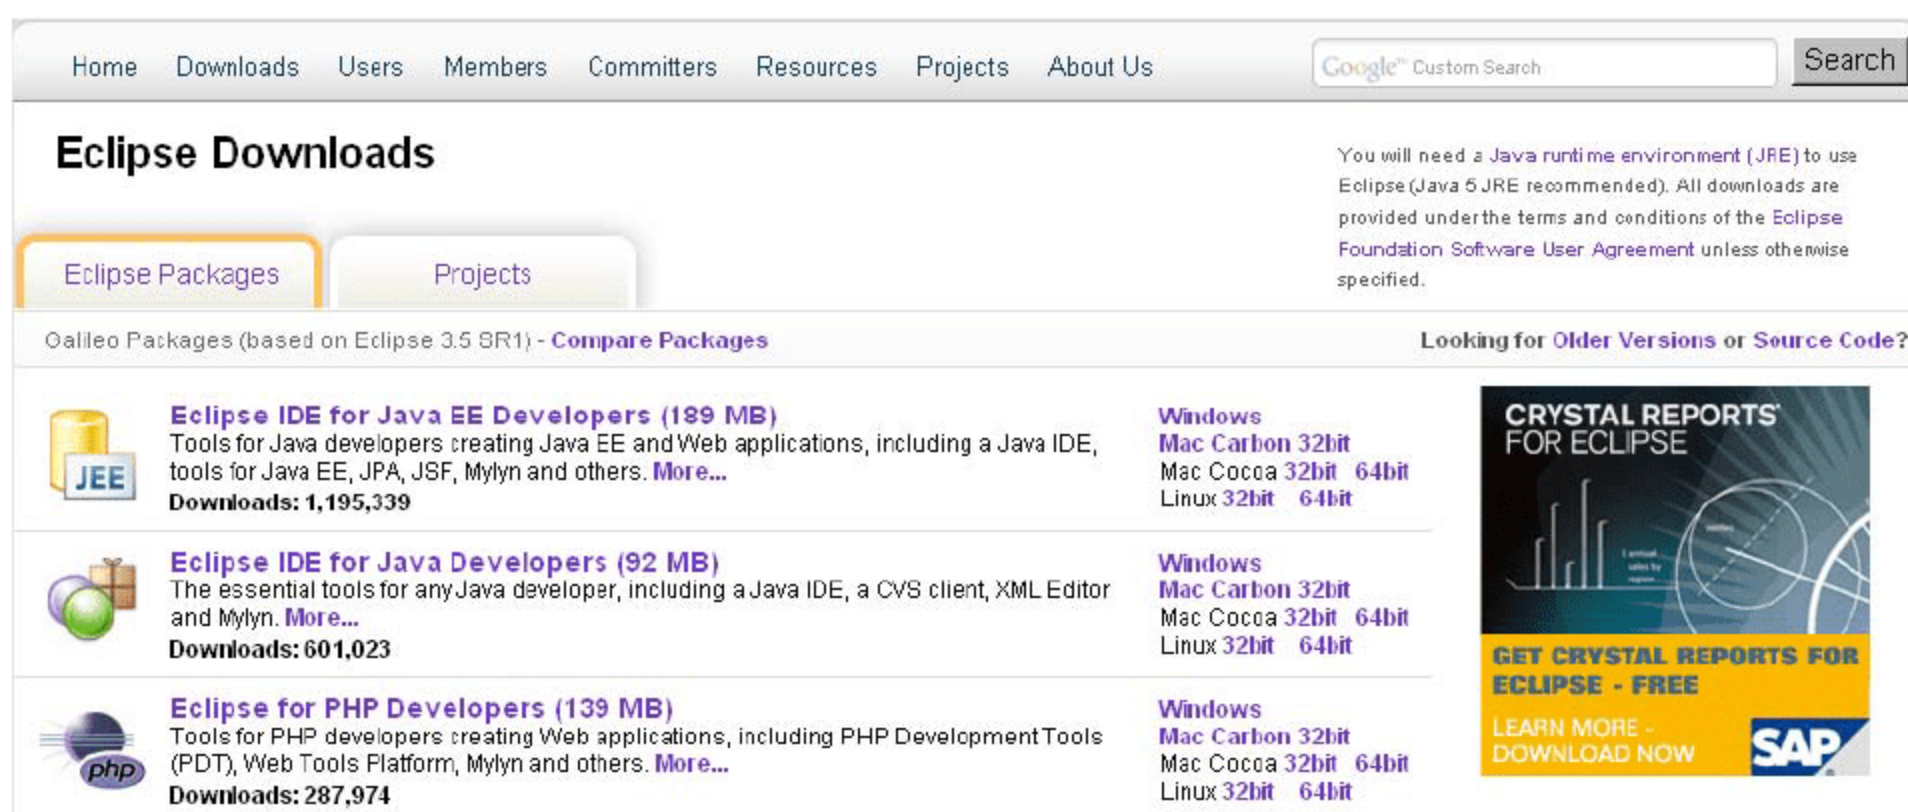 Home Downloads Users Members Committers Resources Projects About Us Google™ Custom Search Search
Eclipse Downloads
You will need a Java runtime environment (JRE) to use
Eclipse (Java 5 JRE recommended). All downloads are
provided under the terms and conditions of the Eclipse
Foundation Software User Agreement unless otherwise
specified.
Eclipse Packages Projects
Galileo Packages (based on Eclipse 3.5 SR1) - Compare Packages Looking for Older Versions or Source Code?
JEE
Eclipse IDE for Java EE Developers (189 MB)
Tools for Java developers creating Java EE and Web applications, including a Java IDE,
tools for Java EE, JPA, JSF, Mylyn and others. More...
Downloads: 1,195,339
Windows
Mac Carbon 32bit
Mac Cocoa 32bit 64bit
Linux 32bit 64bit
Eclipse IDE for Java Developers (92 MB)
The essential tools for any Java developer, including a Java IDE, a CVS client, XML Editor
and Mylyn. More...
Downloads: 601,023
Windows
Mac Carbon 32bit
Mac Cocoa 32bit 64bit
Linux 32bit 64bit
php
Eclipse for PHP Developers (139 MB)
Tools for PHP developers creating Web applications, including PHP Development Tools
(PDT), Web Tools Platform, Mylyn and others. More...
Downloads: 287,974
Windows
Mac Carbon 32bit
Mac Cocoa 32bit 64bit
Linux 32bit 64bit
CRYSTAL REPORTS®
FOR ECLIPSE
sales by
region
GET CRYSTAL REPORTS FOR
ECLIPSE - FREE
LEARN MORE -
DOWNLOAD NOW
SAP